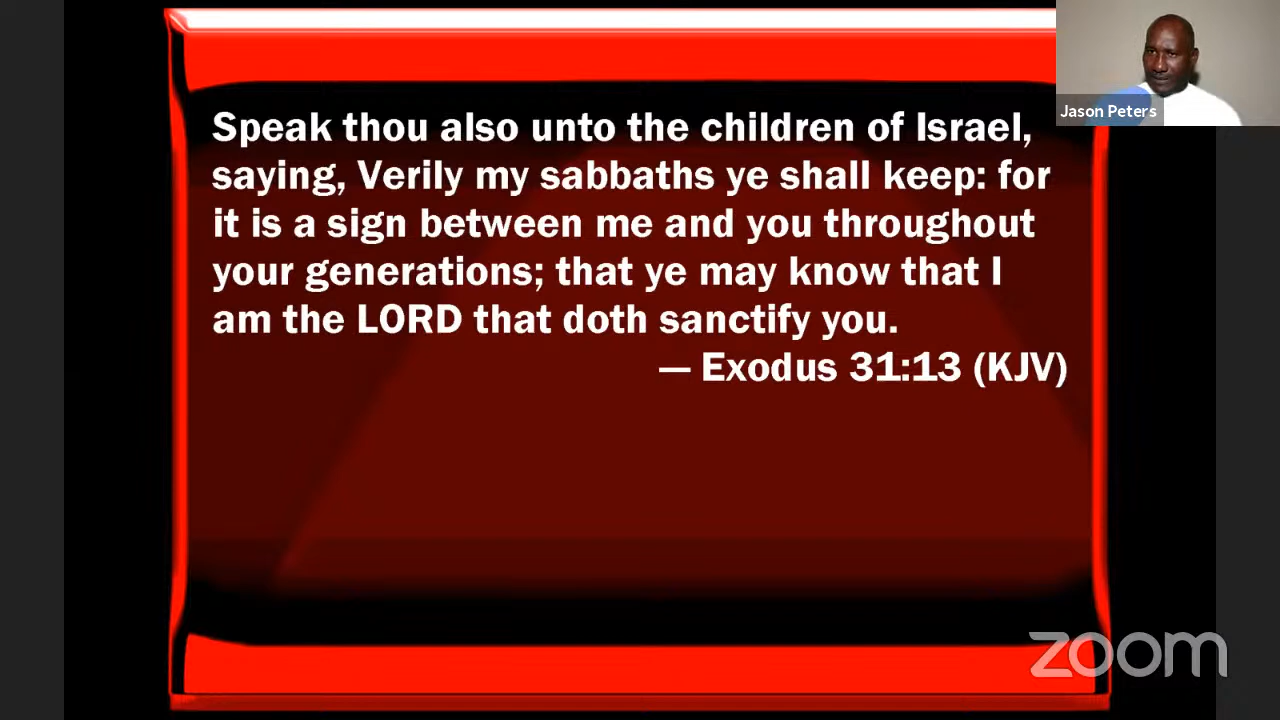 Speak thou also unto the children of Israel,
saying, Verily my sabbaths ye shall keep: for
it is a sign between me and you throughout
your generations; that ye may know that I
am the LORD that doth sanctify you.
— Exodus 31:13 (KJV)
Jason Peters
zoom